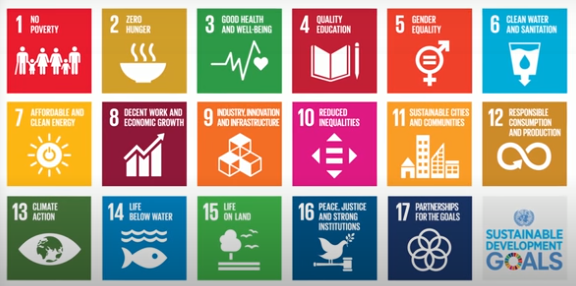 1 NO
POVERTY
2 ZERO
HUNGER
3 GOOD HEALTH
AND WELL-BEING
4 QUALITY
EDUCATION
5 GENDER
EQUALITY
6 CLEAN WATER
AND SANITATION
7 AFFORDABLE AND
CLEAN ENERGY
8 DECENT WORK AND
ECONOMIC GROWTH
9 INDUSTRY, INNOVATION
AND INFRASTRUCTURE
10 REDUCED
INEQUALITIES
11 SUSTAINABLE CITIES
AND COMMUNITIES
12 RESPONSIBLE
CONSUMPTION
AND PRODUCTION
13 CLIMATE
ACTION
14 LIFE
BELOW WATER
15 LIFE
ON LAND
16 PEACE, JUSTICE
AND STRONG
INSTITUTIONS
17 PARTNERSHIPS
FOR THE GOALS
SUSTAINABLE
DEVELOPMENT
GOALS